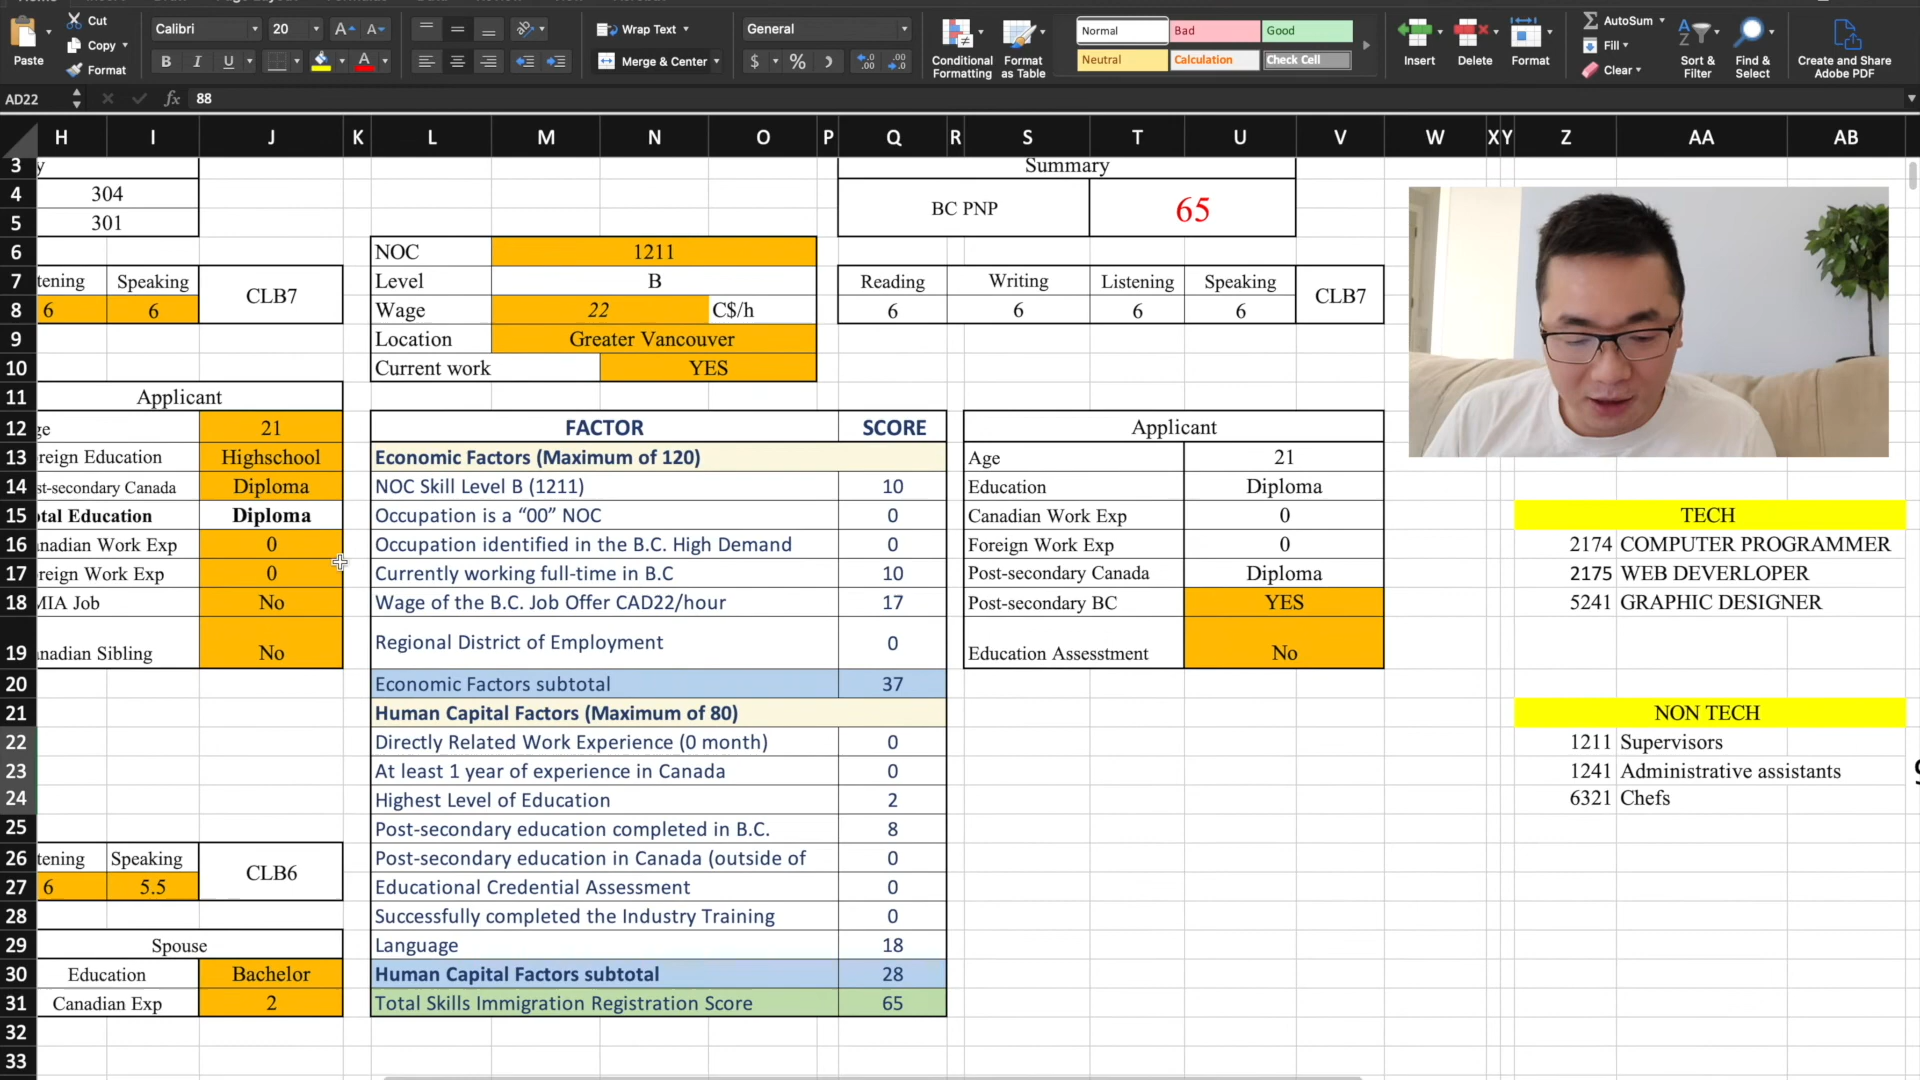 Cut
Copy
Format
Paste
Calibri
20
B I U
A
Wrap Text
Merge & Center
General
$ %
Conditional
Formatting
Format
as Table
Normal
Bad
Good
Neutral
Calculation
Check Cell
Insert
Delete
Format
AutoSum
Fill
Clear
Sort &
Filter
Find &
Select
Create and Share
Adobe PDF
AD22
fx 88
H I J K L M N O P Q R S T U V W X Y Z AA AB
3 y Summary
4 304
BC PNP 65
5 301
6 NOC 1211
7 tening Speaking CLB7 Level B Reading Writing Listening Speaking CLB7
8 6 6 Wage 22 C$/h 6 6 6 6
9 Location Greater Vancouver
10 Current work YES
11 Applicant
12 ge 21 FACTOR SCORE Applicant
13 reign Education Highschool Economic Factors (Maximum of 120) Age 21
14 st-secondary Canada Diploma NOC Skill Level B (1211) 10 Education Diploma
15 otal Education Diploma Occupation is a “00” NOC 0 Canadian Work Exp 0 TECH
16 nadian Work Exp 0 Occupation identified in the B.C. High Demand 0 Foreign Work Exp 0 2174 COMPUTER PROGRAMMER
17 reign Work Exp 0 Currently working full-time in B.C 10 Post-secondary Canada Diploma 2175 WEB DEVERLOPER
18 MIA Job No Wage of the B.C. Job Offer CAD22/hour 17 Post-secondary BC YES 5241 GRAPHIC DESIGNER
19 nadian Sibling No Regional District of Employment 0 Education Assesstment No
20 Economic Factors subtotal 37
21 Human Capital Factors (Maximum of 80) NON TECH
22 Directly Related Work Experience (0 month) 0 1211 Supervisors
23 At least 1 year of experience in Canada 0 1241 Administrative assistants
24 Highest Level of Education 2 6321 Chefs
25 Post-secondary education completed in B.C. 8
26 tening Speaking CLB6 Post-secondary education in Canada (outside of 0
27 6 5.5 Educational Credential Assessment 0
28 Successfully completed the Industry Training 0
29 Spouse Language 18
30 Education Bachelor Human Capital Factors subtotal 28
31 Canadian Exp 2 Total Skills Immigration Registration Score 65
32
33